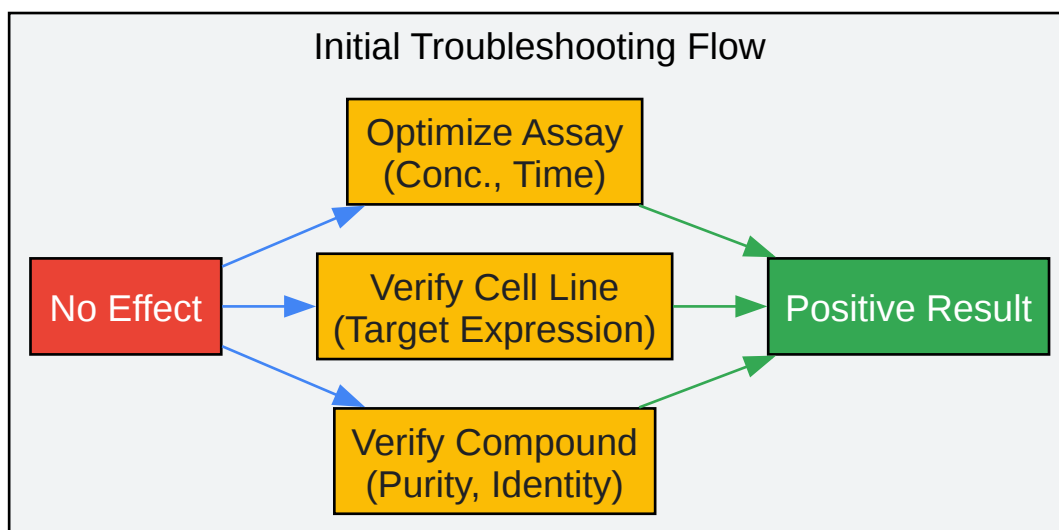 Initial Troubleshooting Flow
Optimize Assay
(Conc., Time)
No Effect
Verify Cell Line
(Target Expression)
Positive Result
Verify Compound
(Purity, Identity)